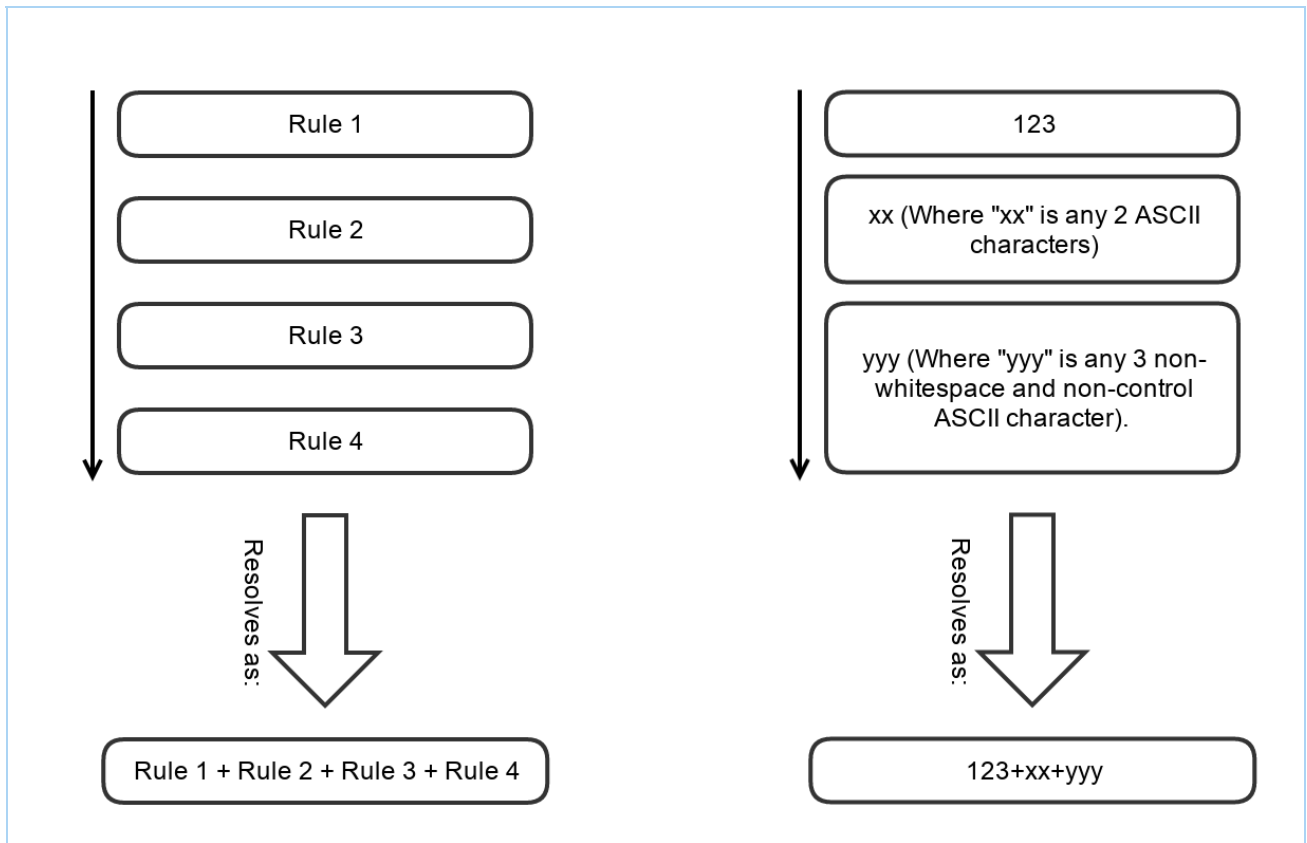 Rule 1
Rule 2
Rule 3
Rule 4
Resolves as:
Rule 1 + Rule 2 + Rule 3 + Rule 4
123
xx (Where "xx" is any 2 ASCII
characters)
yyy (Where "yyy" is any 3 non-
whitespace and non-control
ASCII character).
Resolves as:
123+xx+yyy